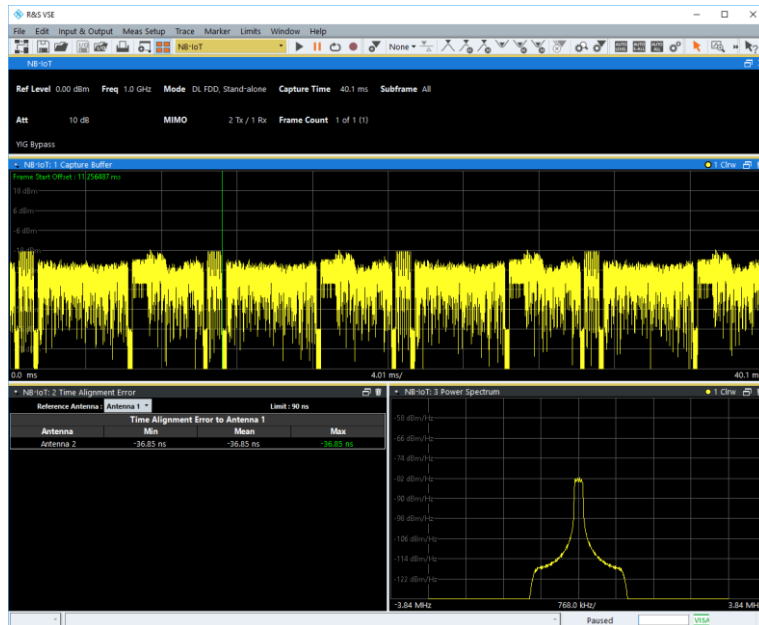 R&S VSE
File Edit Input & Output Meas Setup Trace Marker Limits Window Help
NB-IoT None
NB-IoT
Ref Level 0.00 dBm Freq 1.0 GHz Mode DL FDD, Stand-alone Capture Time 40.1 ms Subframe All
Att 10 dB MIMO 2 Tx / 1 Rx Frame Count 1 of 1 (1)
YIG Bypass
NB-IoT: 1 Capture Buffer 1 Clrw
Frame Start Offset : 11.256487 ms
6 dBm
-6 dBm
0.0 ms 4.01 ms/ 40.1 m
NB-IoT: 2 Time Alignment Error
Reference Antenna : Antenna 1 Limit : 90 ns
Time Alignment Error to Antenna 1
Antenna Min Mean Max
Antenna 2 -36.85 ns -36.85 ns -36.85 ns
NB-IoT: 3 Power Spectrum 1 Clrw
-58 dBm/Hz
-66 dBm/Hz
-74 dBm/Hz
-82 dBm/Hz
-90 dBm/Hz
-98 dBm/Hz
-106 dBm/Hz
-114 dBm/Hz
-122 dBm/Hz
-3.84 MHz 768.0 kHz/ 3.84 MH
Paused VISA